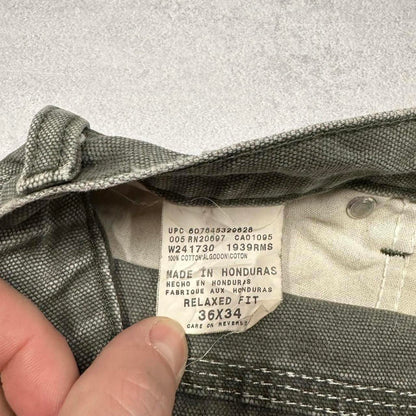 UPC 607645329628
005 RN20697 CA01095
W241730 1939RMS
100% COTTON/ALGODON/COTON
MADE IN HONDURAS
HECHO EN HONDURAS
FABRIQUE AUX HONDURAS
RELAXED FIT
36X34
CARE ON REVERSE